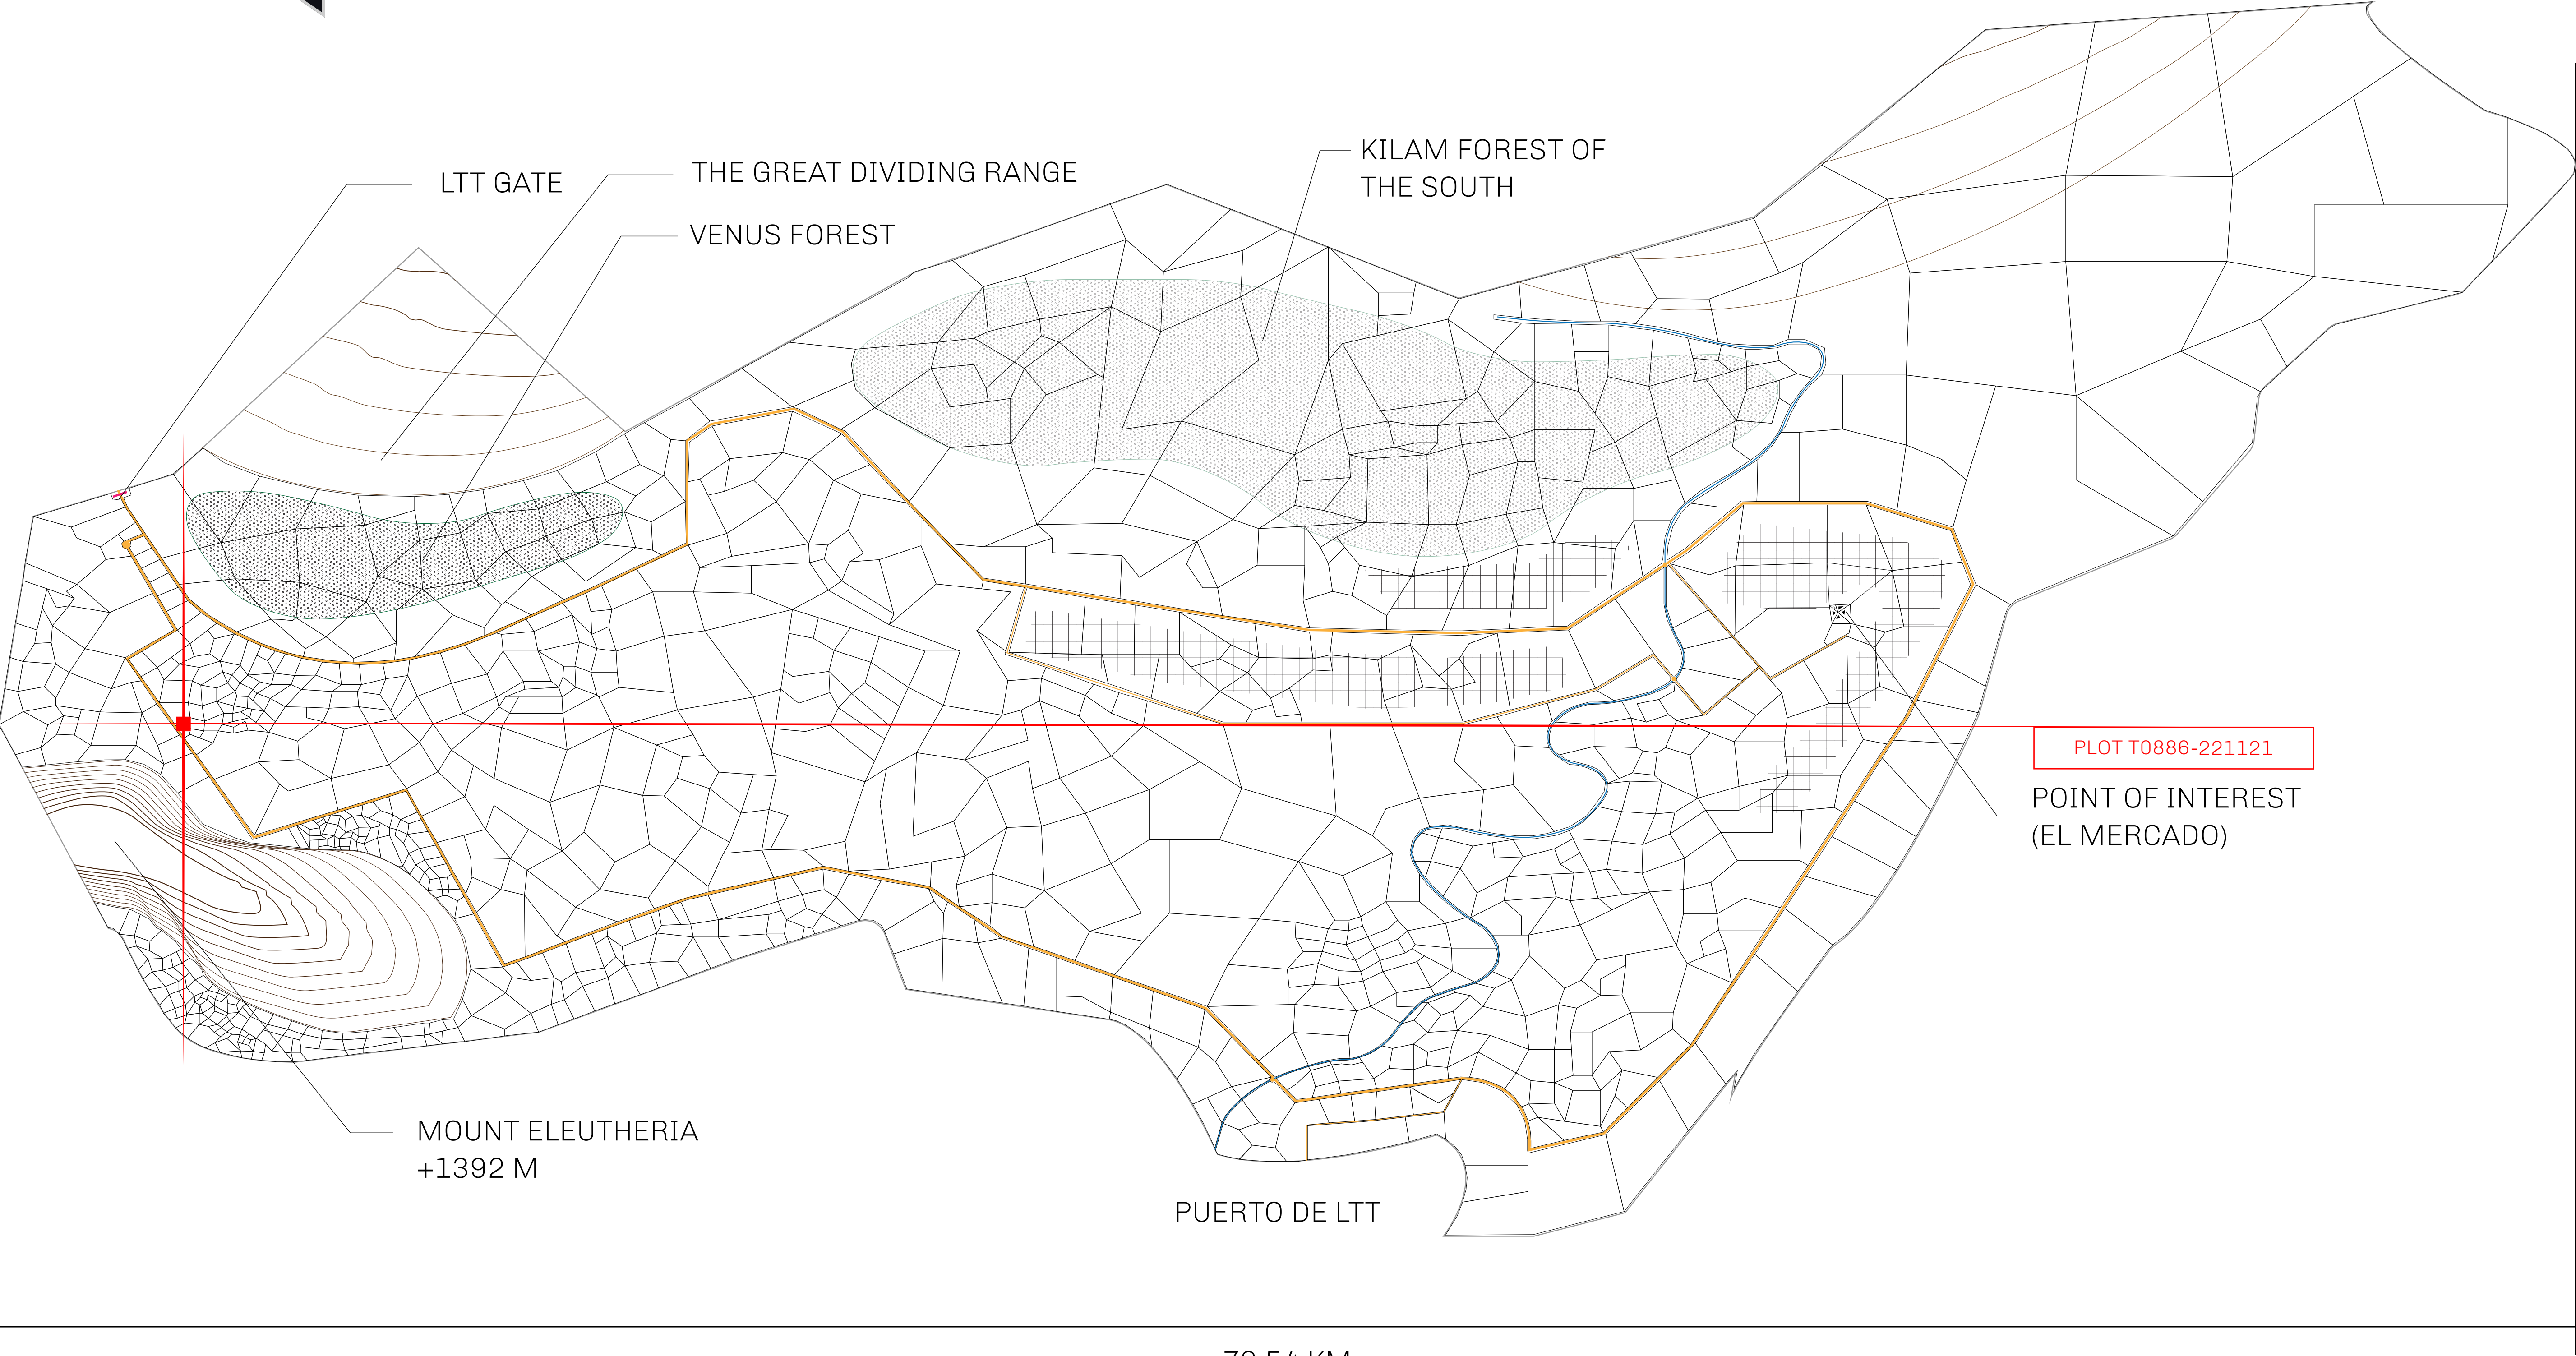 KILAM FOREST OF
THE SOUTH
THE GREAT DIVIDING RANGE
LTT GATE
VENUS FOREST
PLOT T0886-221121
POINT OF INTEREST
(EL MERCADO)
MOUNT ELEUTHERIA
+1392 M
PUERTO DE LTT